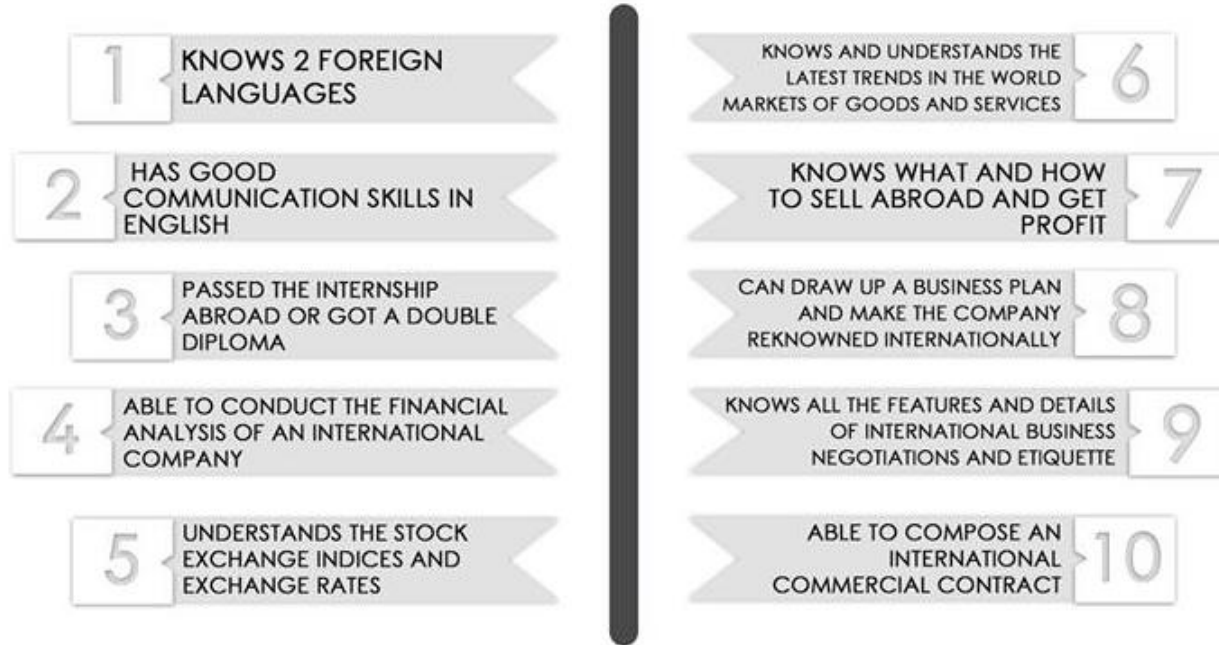 1
KNOWS 2 FOREIGN
LANGUAGES
2
HAS GOOD
COMMUNICATION SKILLS IN
ENGLISH
3
PASSED THE INTERNSHIP
ABROAD OR GOT A DOUBLE
DIPLOMA
4
ABLE TO CONDUCT THE FINANCIAL
ANALYSIS OF AN INTERNATIONAL
COMPANY
5
UNDERSTANDS THE STOCK
EXCHANGE INDICES AND
EXCHANGE RATES
6
KNOWS AND UNDERSTANDS THE
LATEST TRENDS IN THE WORLD
MARKETS OF GOODS AND SERVICES
7
KNOWS WHAT AND HOW
TO SELL ABROAD AND GET
PROFIT
8
CAN DRAW UP A BUSINESS PLAN
AND MAKE THE COMPANY
REKNOWNED INTERNATIONALLY
9
KNOWS ALL THE FEATURES AND DETAILS
OF INTERNATIONAL BUSINESS
NEGOTIATIONS AND ETIQUETTE
10
ABLE TO COMPOSE AN
INTERNATIONAL
COMMERCIAL CONTRACT